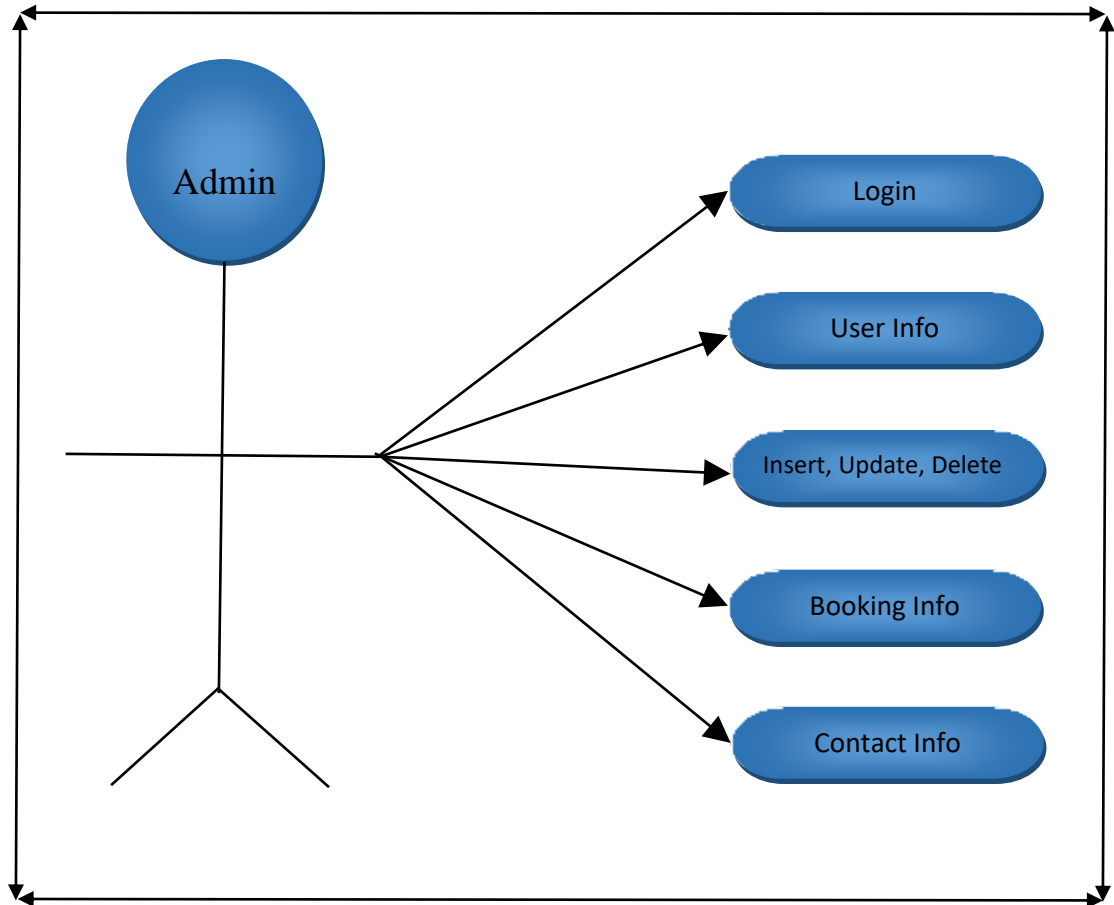 Admin
Login
User Info
Insert, Update, Delete
Booking Info
Contact Info